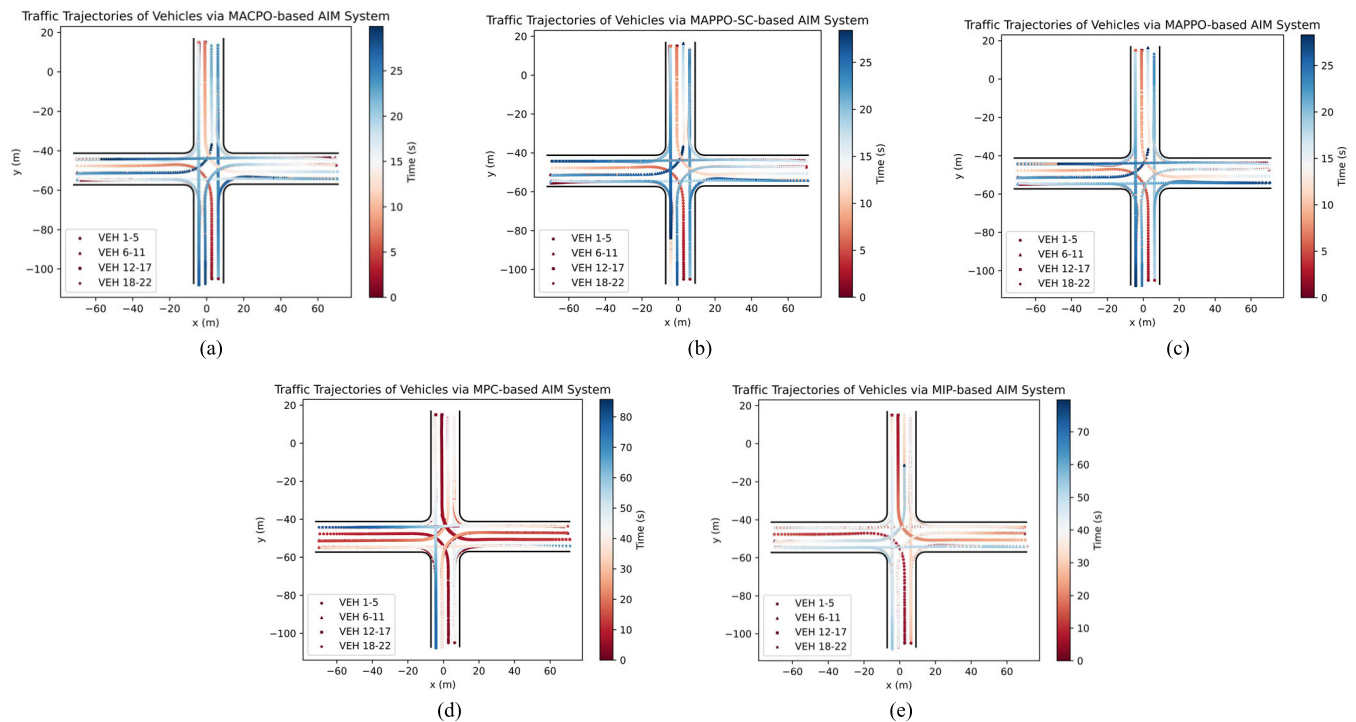 Traffic Trajectories of Vehicles via MACPO-based AIM System
20
0
−20
−40
−60
−80
−100
y (m)
−60 −40 −20 0 20 40 60
x (m)
VEH 1-5
VEH 6-11
VEH 12-17
VEH 18-22
25
20
15
10
5
0
Time (s)
(a)
Traffic Trajectories of Vehicles via MAPPO-SC-based AIM System
20
0
−20
−40
−60
−80
−100
y (m)
−60 −40 −20 0 20 40 60
x (m)
VEH 1-5
VEH 6-11
VEH 12-17
VEH 18-22
25
20
15
10
5
0
Time (s)
(b)
Traffic Trajectories of Vehicles via MAPPO-based AIM System
20
0
−20
−40
−60
−80
−100
y (m)
−60 −40 −20 0 20 40 60
x (m)
VEH 1-5
VEH 6-11
VEH 12-17
VEH 18-22
25
20
15
10
5
0
Time (s)
(c)
Traffic Trajectories of Vehicles via MPC-based AIM System
20
0
−20
−40
−60
−80
−100
y (m)
−60 −40 −20 0 20 40 60
x (m)
VEH 1-5
VEH 6-11
VEH 12-17
VEH 18-22
80
70
60
50
40
30
20
10
0
Time (s)
(d)
Traffic Trajectories of Vehicles via MIP-based AIM System
20
0
−20
−40
−60
−80
−100
y (m)
−60 −40 −20 0 20 40 60
x (m)
VEH 1-5
VEH 6-11
VEH 12-17
VEH 18-22
70
60
50
40
30
20
10
0
Time (s)
(e)